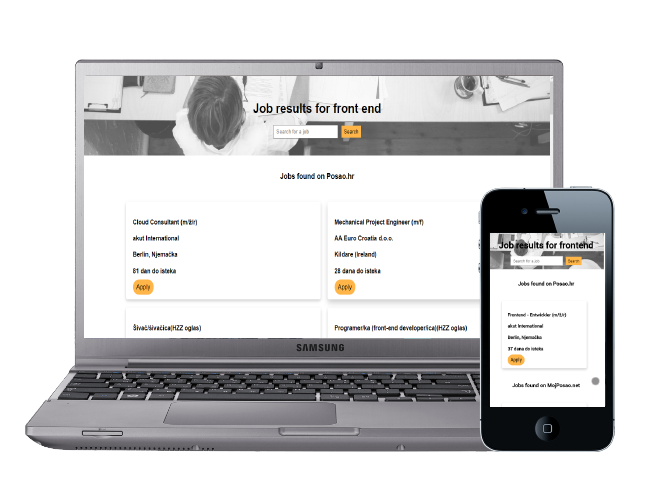 Job results for front end
Search for a job
Search
Jobs found on Posao.hr
Cloud Consultant (m/ž/r)
akut International
Berlin, Njemačka
81 dan do isteka
Apply
Mechanical Project Engineer (m/f)
AA Euro Croatia d.o.o.
Kildare (Ireland)
28 dana do isteka
Apply
Šivač/šivačica(HZZ oglas)
Programer/ka (front-end developer/ica)(HZZ oglas)
SAMSUNG
Job results for frontend
Search for a job
Search
Jobs found on Posao.hr
Frontend - Entwickler (m/ž/r)
akut International
Berlin, Njemačka
37 dana do isteka
Apply
Jobs found on MojPosao.net